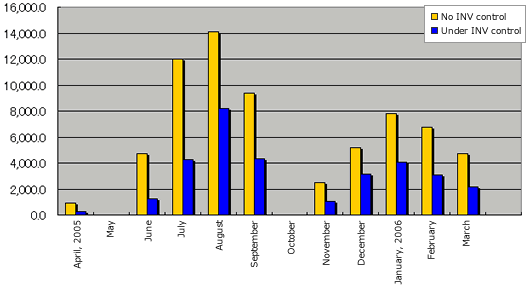 16,000.0
14,000.0
12,000.0
10,000.0
8,000.0
6,000.0
4,000.0
2,000.0
0.0
No INV control
Under INV control
April, 2005
May
June
July
August
September
October
November
December
January, 2006
February
March